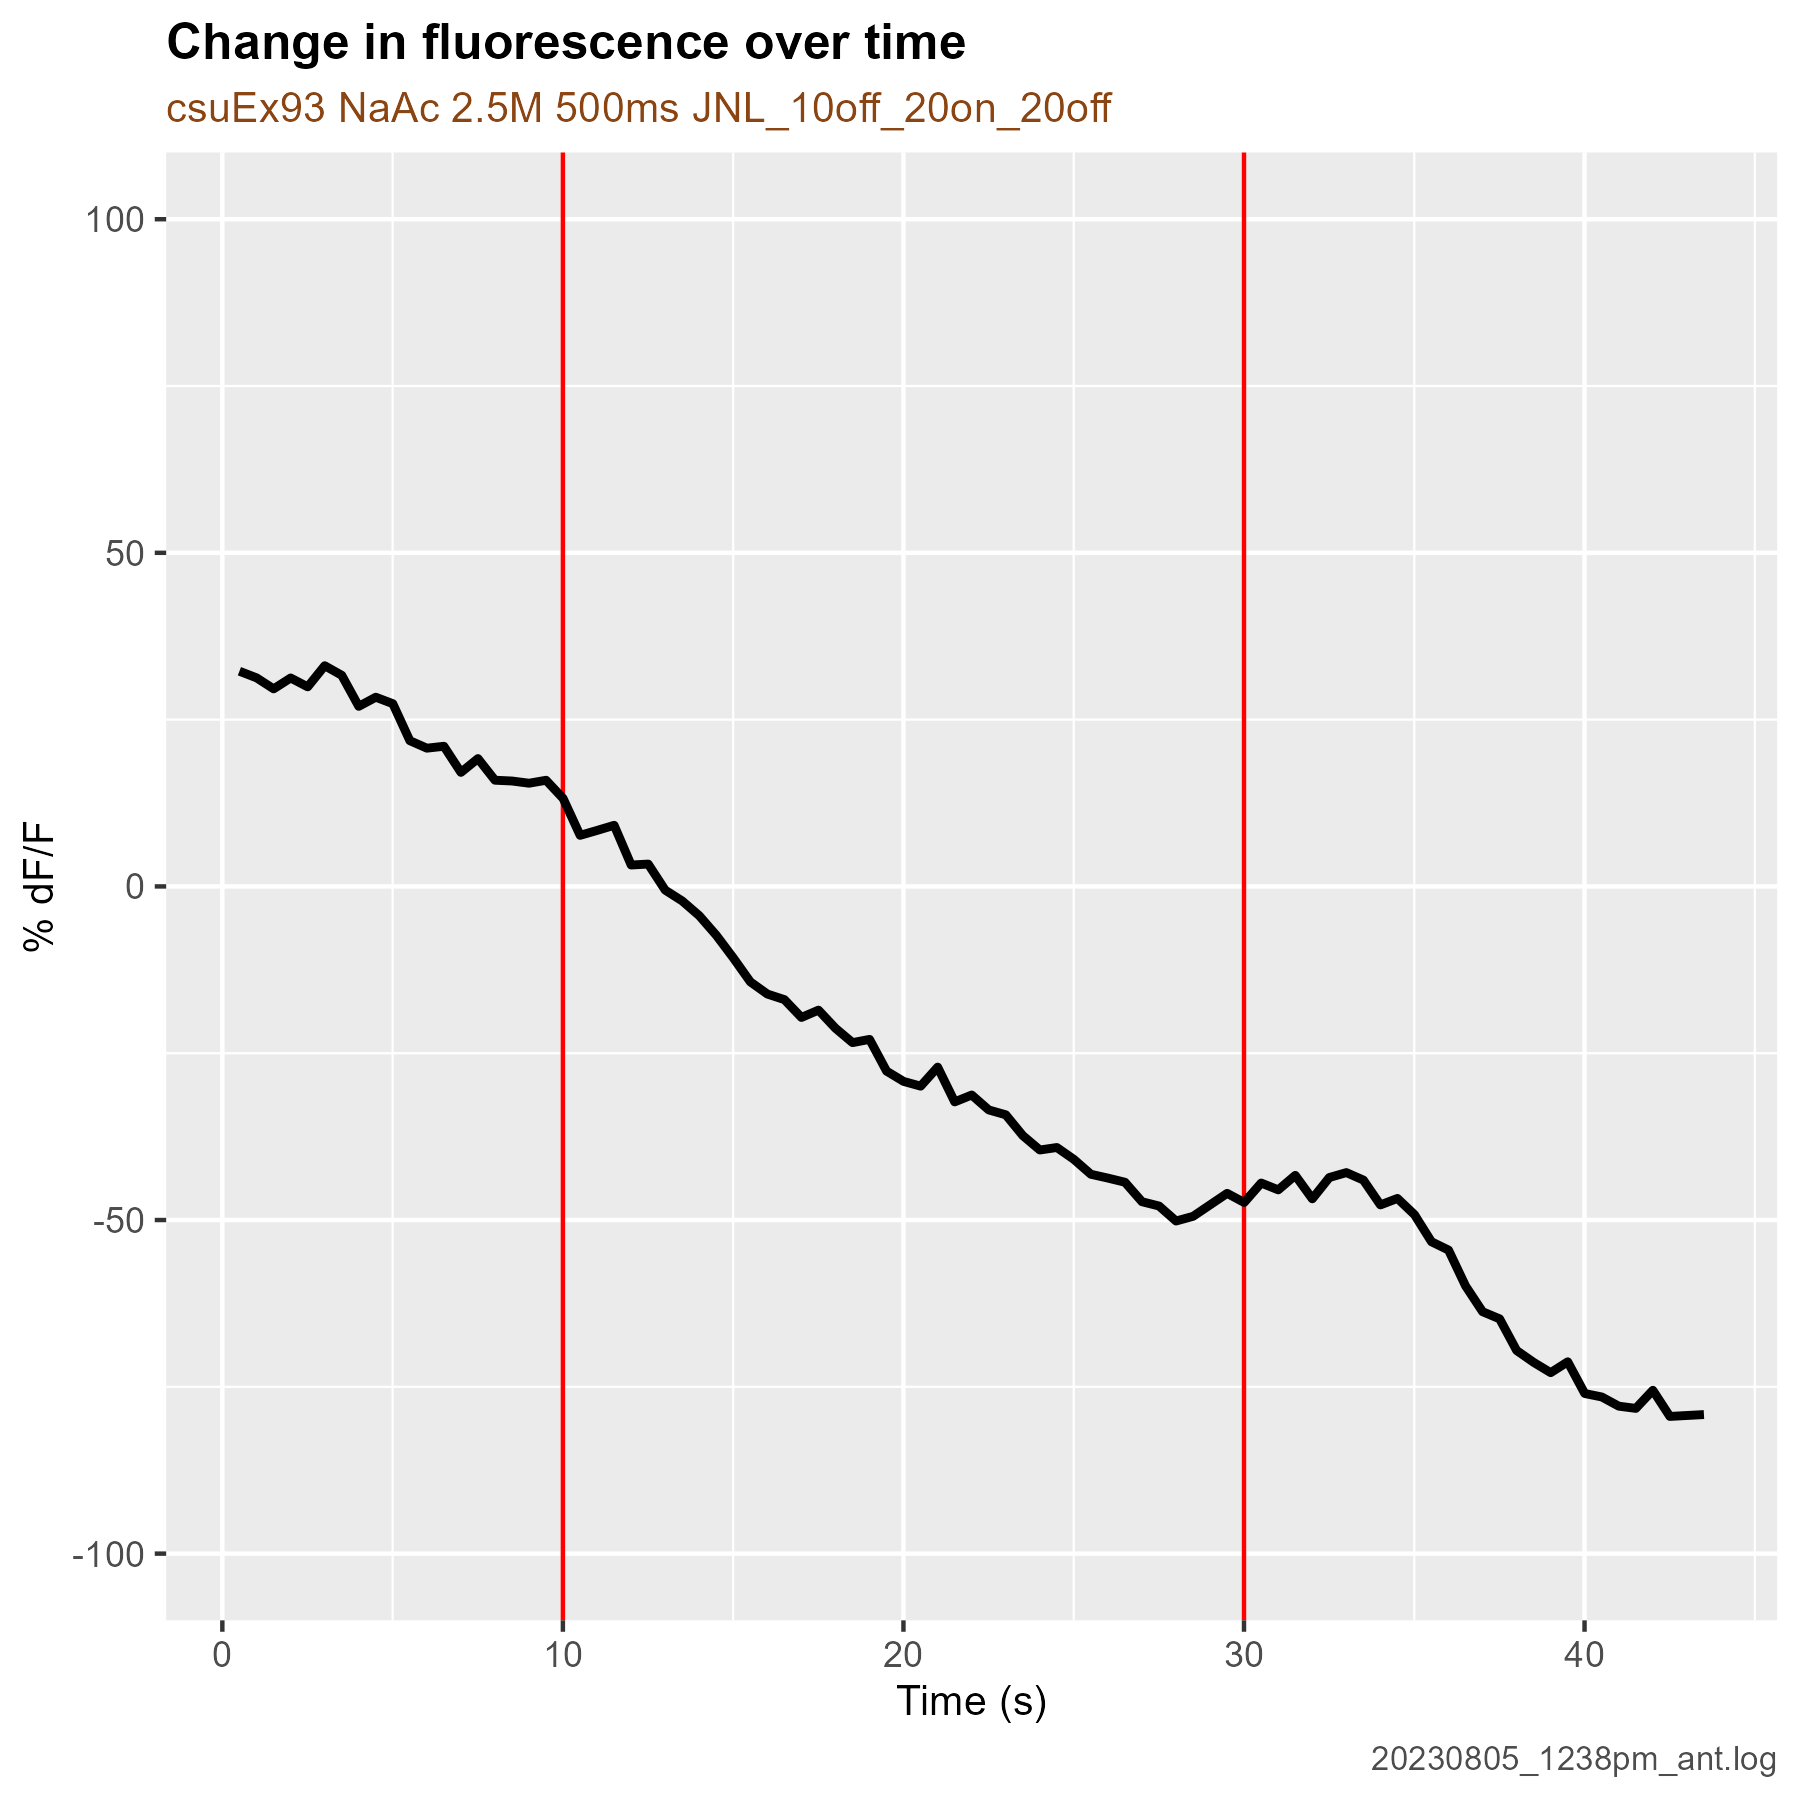 Change in fluorescence over time
csuEx93 NaAc 2.5M 500ms JNL_10off_20on_20off
% dF/F
100
50
0
-50
-100
0 10 20 30 40
Time (s)
20230805_1238pm_ant.log